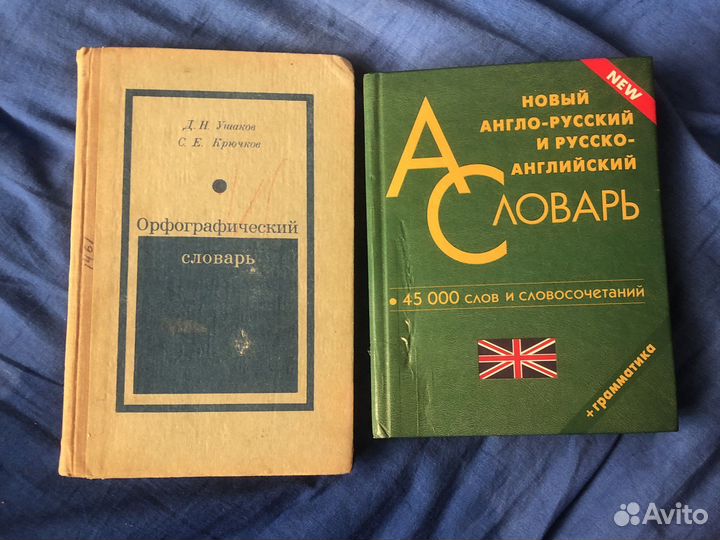 Д. Н. Ушаков
С. Е. Крючков
Орфографический
словарь
1461
NEW
НОВЫЙ
АНГЛО-РУССКИЙ
И РУССКО-
АНГЛИЙСКИЙ
А
СЛОВАРЬ
• 45 000 слов и словосочетаний
+грамматика
Avito